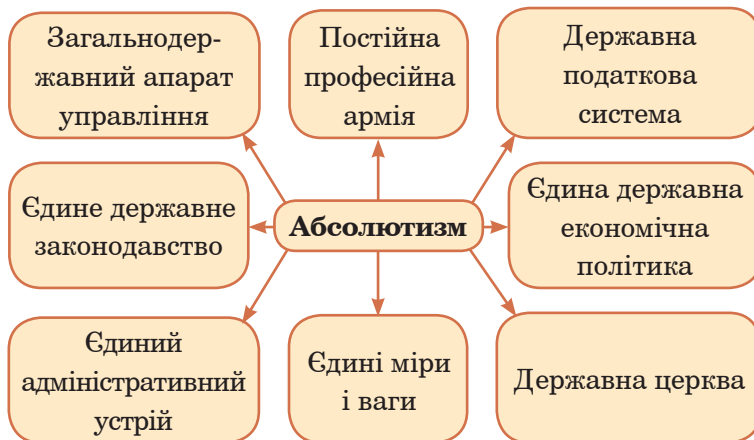 Загальнодер-
жавний апарат
управління
Постійна
професійна
армія
Державна
податкова
система
Єдине державне
законодавство
Абсолютизм
Єдина державна
економічна
політика
Єдиний
адміністративний
устрій
Єдині міри
і ваги
Державна церква